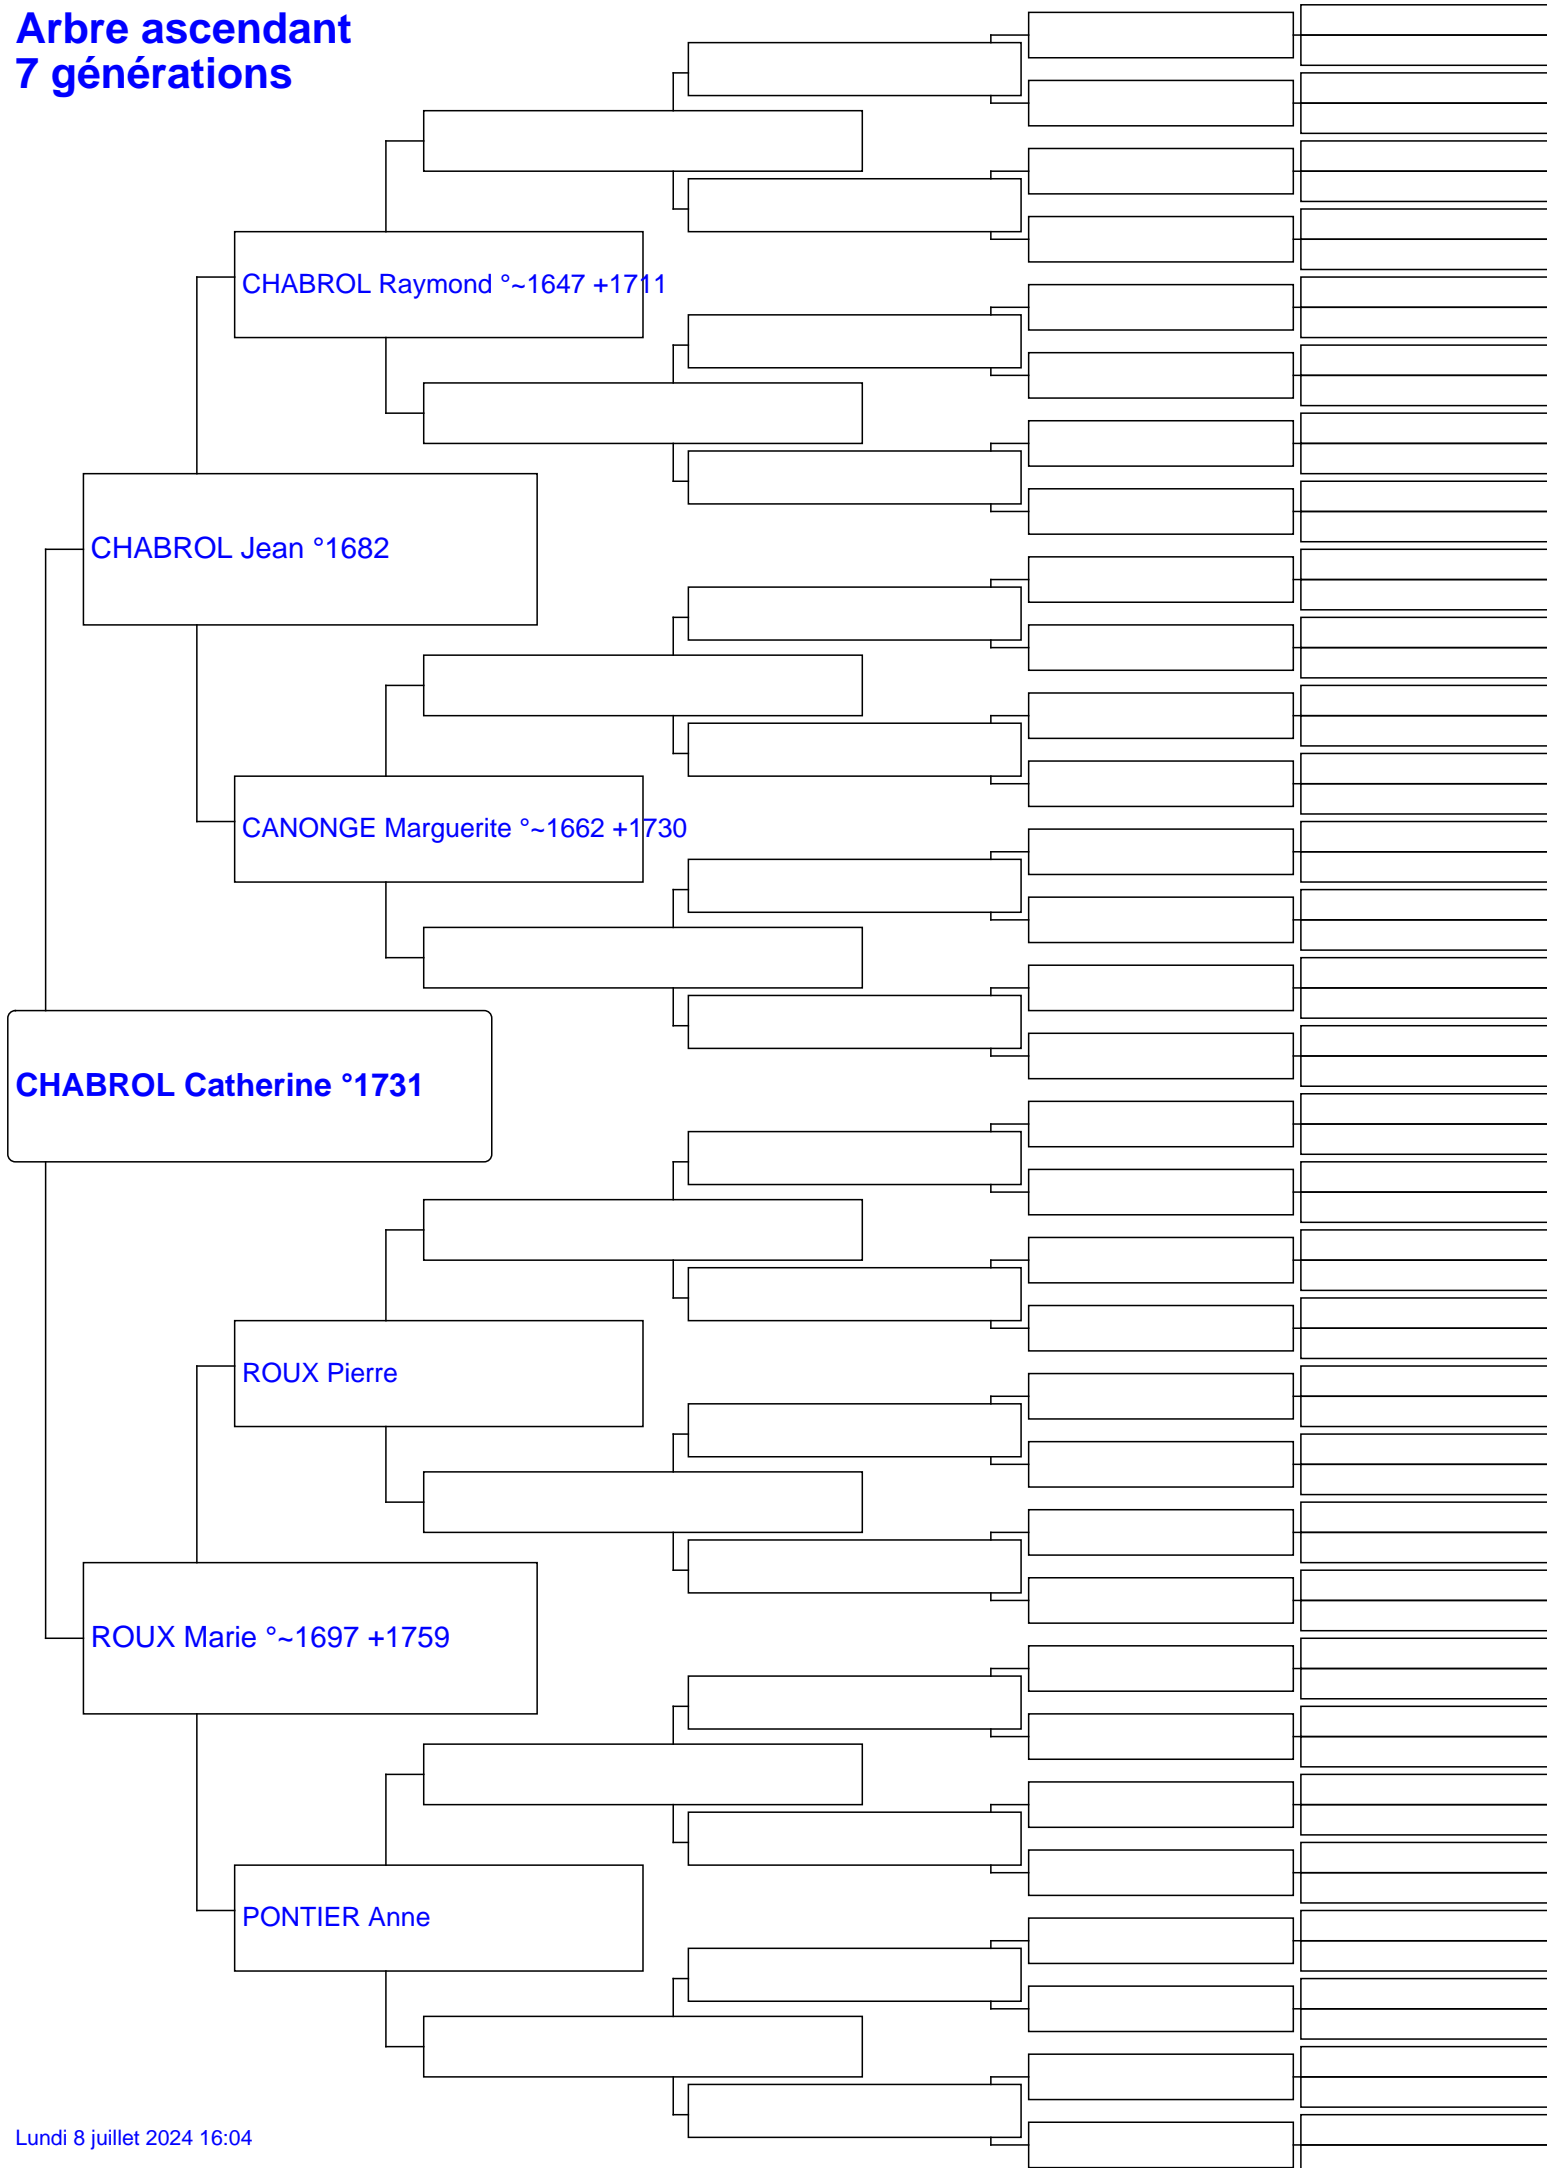 Arbre ascendant
7 générations
CHABROL Raymond °~1647 +1711
CHABROL Jean °1682
CANONGE Marguerite °~1662 +1730
CHABROL Catherine °1731
ROUX Pierre
ROUX Marie °~1697 +1759
PONTIER Anne
Lundi 8 juillet 2024 16:04